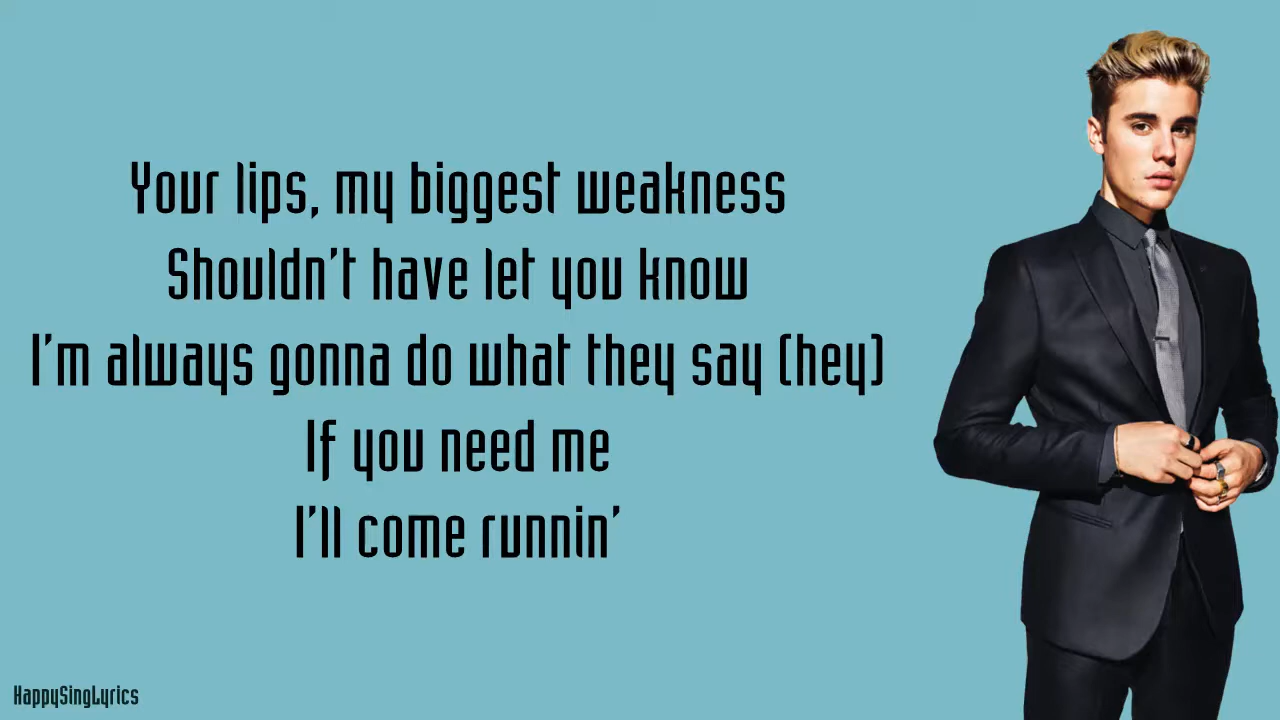 Your lips, my biggest weakness
Shouldn't have let you know
I'm always gonna do what they say (hey)
If you need me
I'll come runnin'
HappySingLyrics